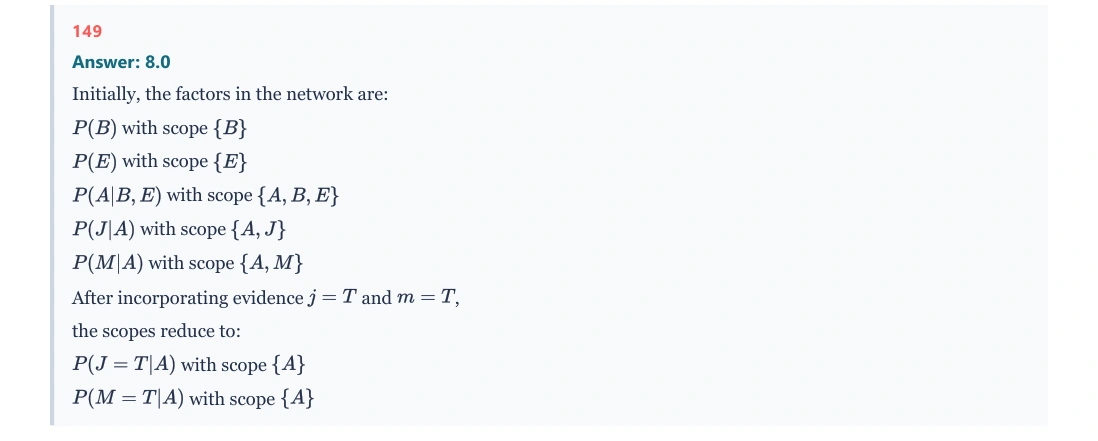 149
Answer: 8.0
Initially, the factors in the network are:
P(B) with scope {B}
P(E) with scope {E}
P(A|B, E) with scope {A, B, E}
P(J|A) with scope {A, J}
P(M|A) with scope {A, M}
After incorporating evidence j = T and m = T,
the scopes reduce to:
P(J = T|A) with scope {A}
P(M = T|A) with scope {A}